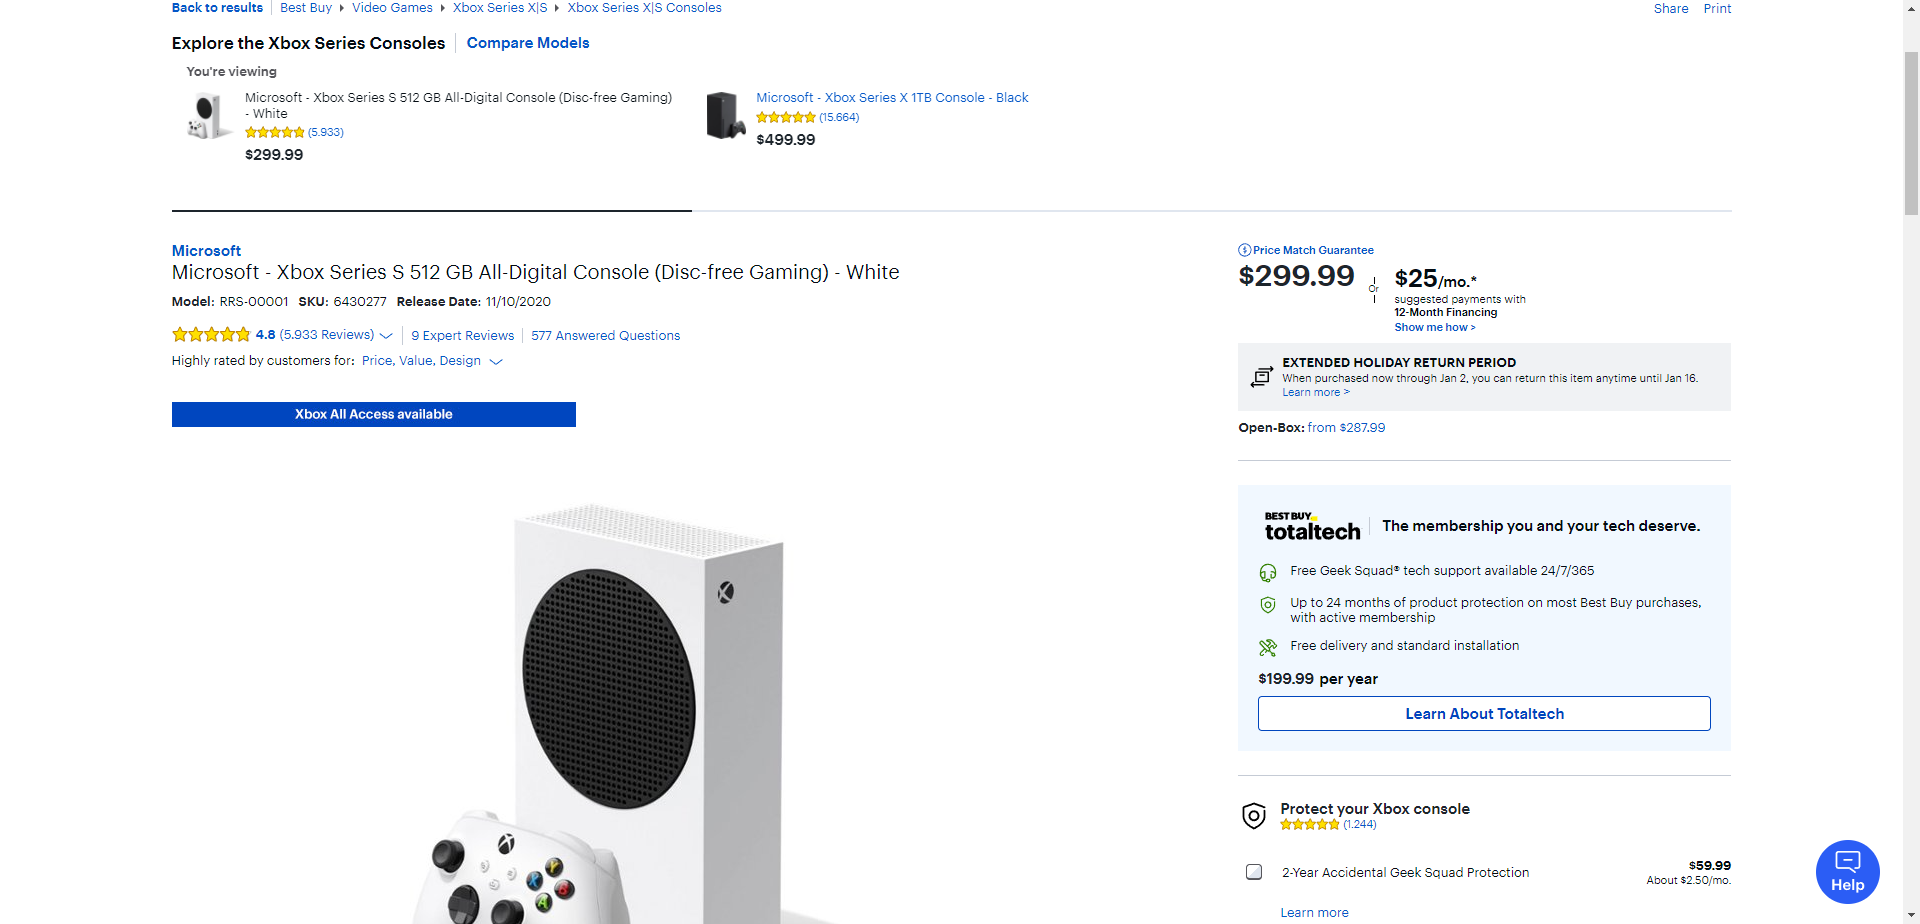 Back to results Best Buy Video Games Xbox Series X|S Xbox Series X|S Consoles
Share Print
Explore the Xbox Series Consoles Compare Models
You're viewing
Microsoft - Xbox Series S 512 GB All-Digital Console (Disc-free Gaming)
- White
(5.933)
$299.99
Microsoft - Xbox Series X 1TB Console - Black
(15.664)
$499.99
Microsoft
Microsoft - Xbox Series S 512 GB All-Digital Console (Disc-free Gaming) - White
Model: RRS-00001 SKU: 6430277 Release Date: 11/10/2020
4.8 (5.933 Reviews) 9 Expert Reviews 577 Answered Questions
Highly rated by customers for: Price, Value, Design
Xbox All Access available
Y
X
B
A
Price Match Guarantee
$299.99
Or
$25/mo.*
suggested payments with
12-Month Financing
Show me how >
EXTENDED HOLIDAY RETURN PERIOD
When purchased now through Jan 2, you can return this item anytime until Jan 16.
Learn more >
Open-Box: from $287.99
BEST BUY
totaltech
The membership you and your tech deserve.
Free Geek Squad® tech support available 24/7/365
Up to 24 months of product protection on most Best Buy purchases,
with active membership
Free delivery and standard installation
$199.99 per year
Learn About Totaltech
Protect your Xbox console
(1.244)
2-Year Accidental Geek Squad Protection
$59.99
About $2.50/mo.
Learn more
Help